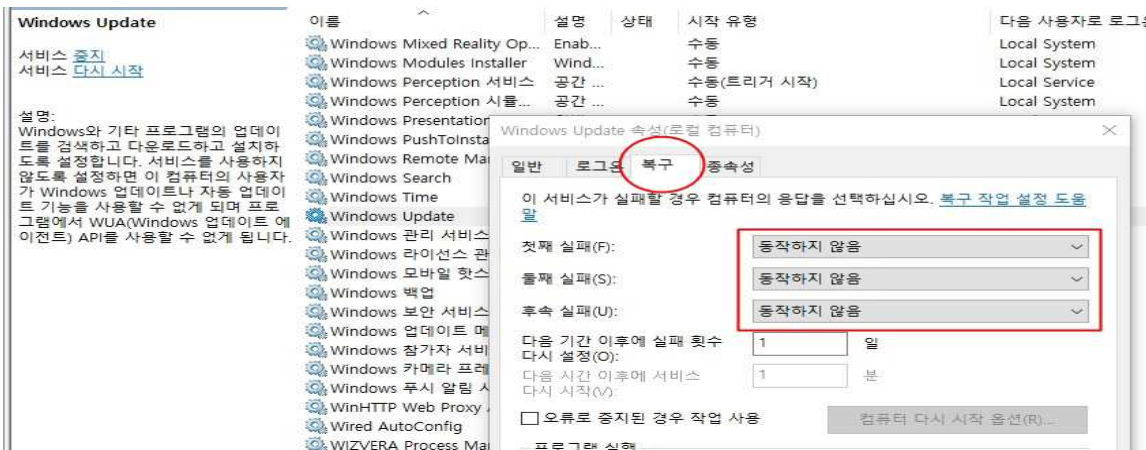 Windows Update
서비스 중지
서비스 다시 시작
설명:
Windows와 기타 프로그램의 업데이
트를 검색하고 다운로드하고 설치하
도록 설정합니다. 서비스를 사용하지
않도록 설정하면 이 컴퓨터의 사용자
가 Windows 업데이트나 자동 업데이
트 기능을 사용할 수 없게 되며 프로
그램에서 WUA(Windows 업데이트 에
이전트) API를 사용할 수 없게 됩니다.
이름 설명 상태 시작 유형 다음 사용자로 로그온
Windows Mixed Reality Op... Enab... 수동 Local System
Windows Modules Installer Wind... 수동 Local System
Windows Perception 서비스 공간 ... 수동(트리거 시작) Local Service
Windows Perception 시뮬... 공간 ... 수동 Local System
Windows Presentation
Windows PushToInsta
Windows Remote Ma
Windows Search
Windows Time
Windows Update
Windows 관리 서비스
Windows 라이선스 관
Windows 모바일 핫스
Windows 백업
Windows 보안 서비스
Windows 업데이트 메
Windows 참가자 서비
Windows 카메라 프레
Windows 푸시 알림 시
WinHTTP Web Proxy
Wired AutoConfig
WIZVERA Process Ma
Windows Update 속성(로컬 컴퓨터)
일반 로그온 복구 종속성
이 서비스가 실패할 경우 컴퓨터의 응답을 선택하십시오. 복구 작업 설정 도움
말
첫째 실패(F): 동작하지 않음
둘째 실패(S): 동작하지 않음
후속 실패(U): 동작하지 않음
다음 기간 이후에 실패 횟수
다시 설정(O): 1 일
다음 시간 이후에 서비스
다시 시작(V): 1 분
오류로 중지된 경우 작업 사용 컴퓨터 다시 시작 옵션(R)...
프로그램 실행